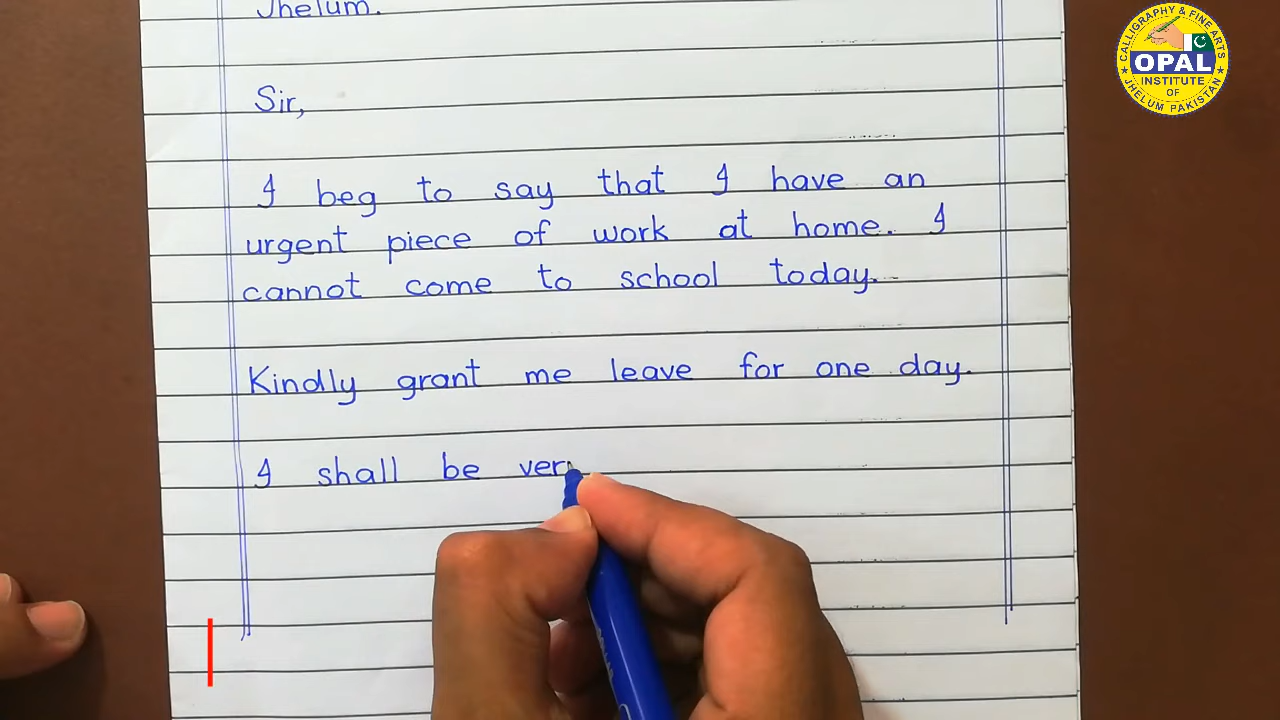 Jhelum.
Sir,
I beg to say that I have an
urgent piece of work at home. I
cannot come to school today.
Kindly grant me leave for one day.
I shall be ver
CALLIGRAPHY & FINE ARTS
OPAL
INSTITUTE
OF
JHELUM PAKISTAN